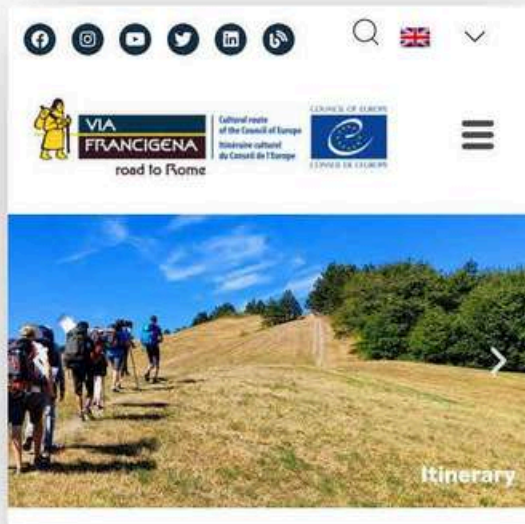 VIA
FRANCIGENA
road to Rome
Cultural route
of the Council of Europe
Itinéraire culturel
du Conseil de l'Europe
COUNCIL OF EUROPE
CONSEIL DE L'EUROPE
Itinerary